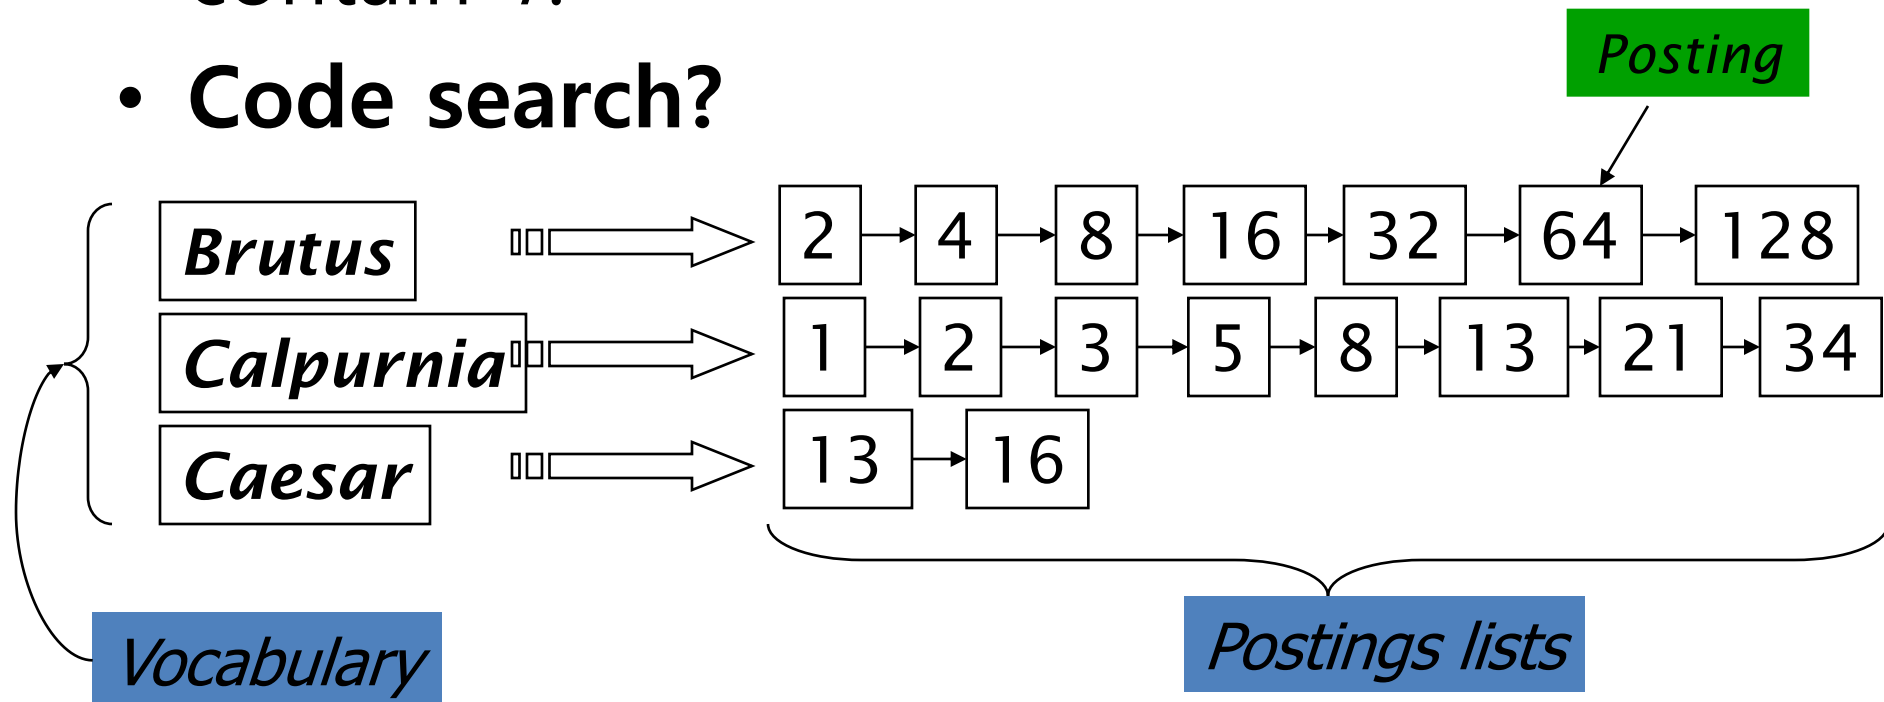 • Code search?
Posting
Brutus 2 4 8 16 32 64 128
Calpurnia 1 2 3 5 8 13 21 34
Caesar 13 16
Vocabulary
Postings lists